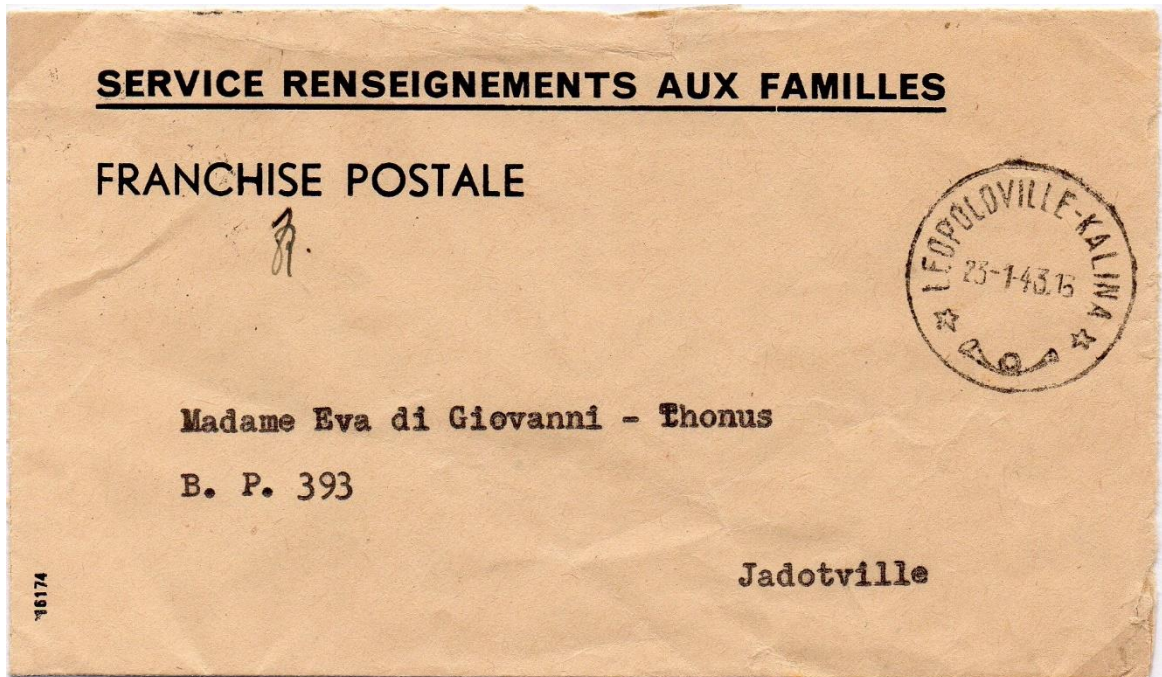 SERVICE RENSEIGNEMENTS AUX FAMILLES
FRANCHISE POSTALE
LEOPOLDVILLE-KALINA
23-1-43.15
Madame Eva di Giovanni - Thonus
B. P. 393
Jadotville
16174